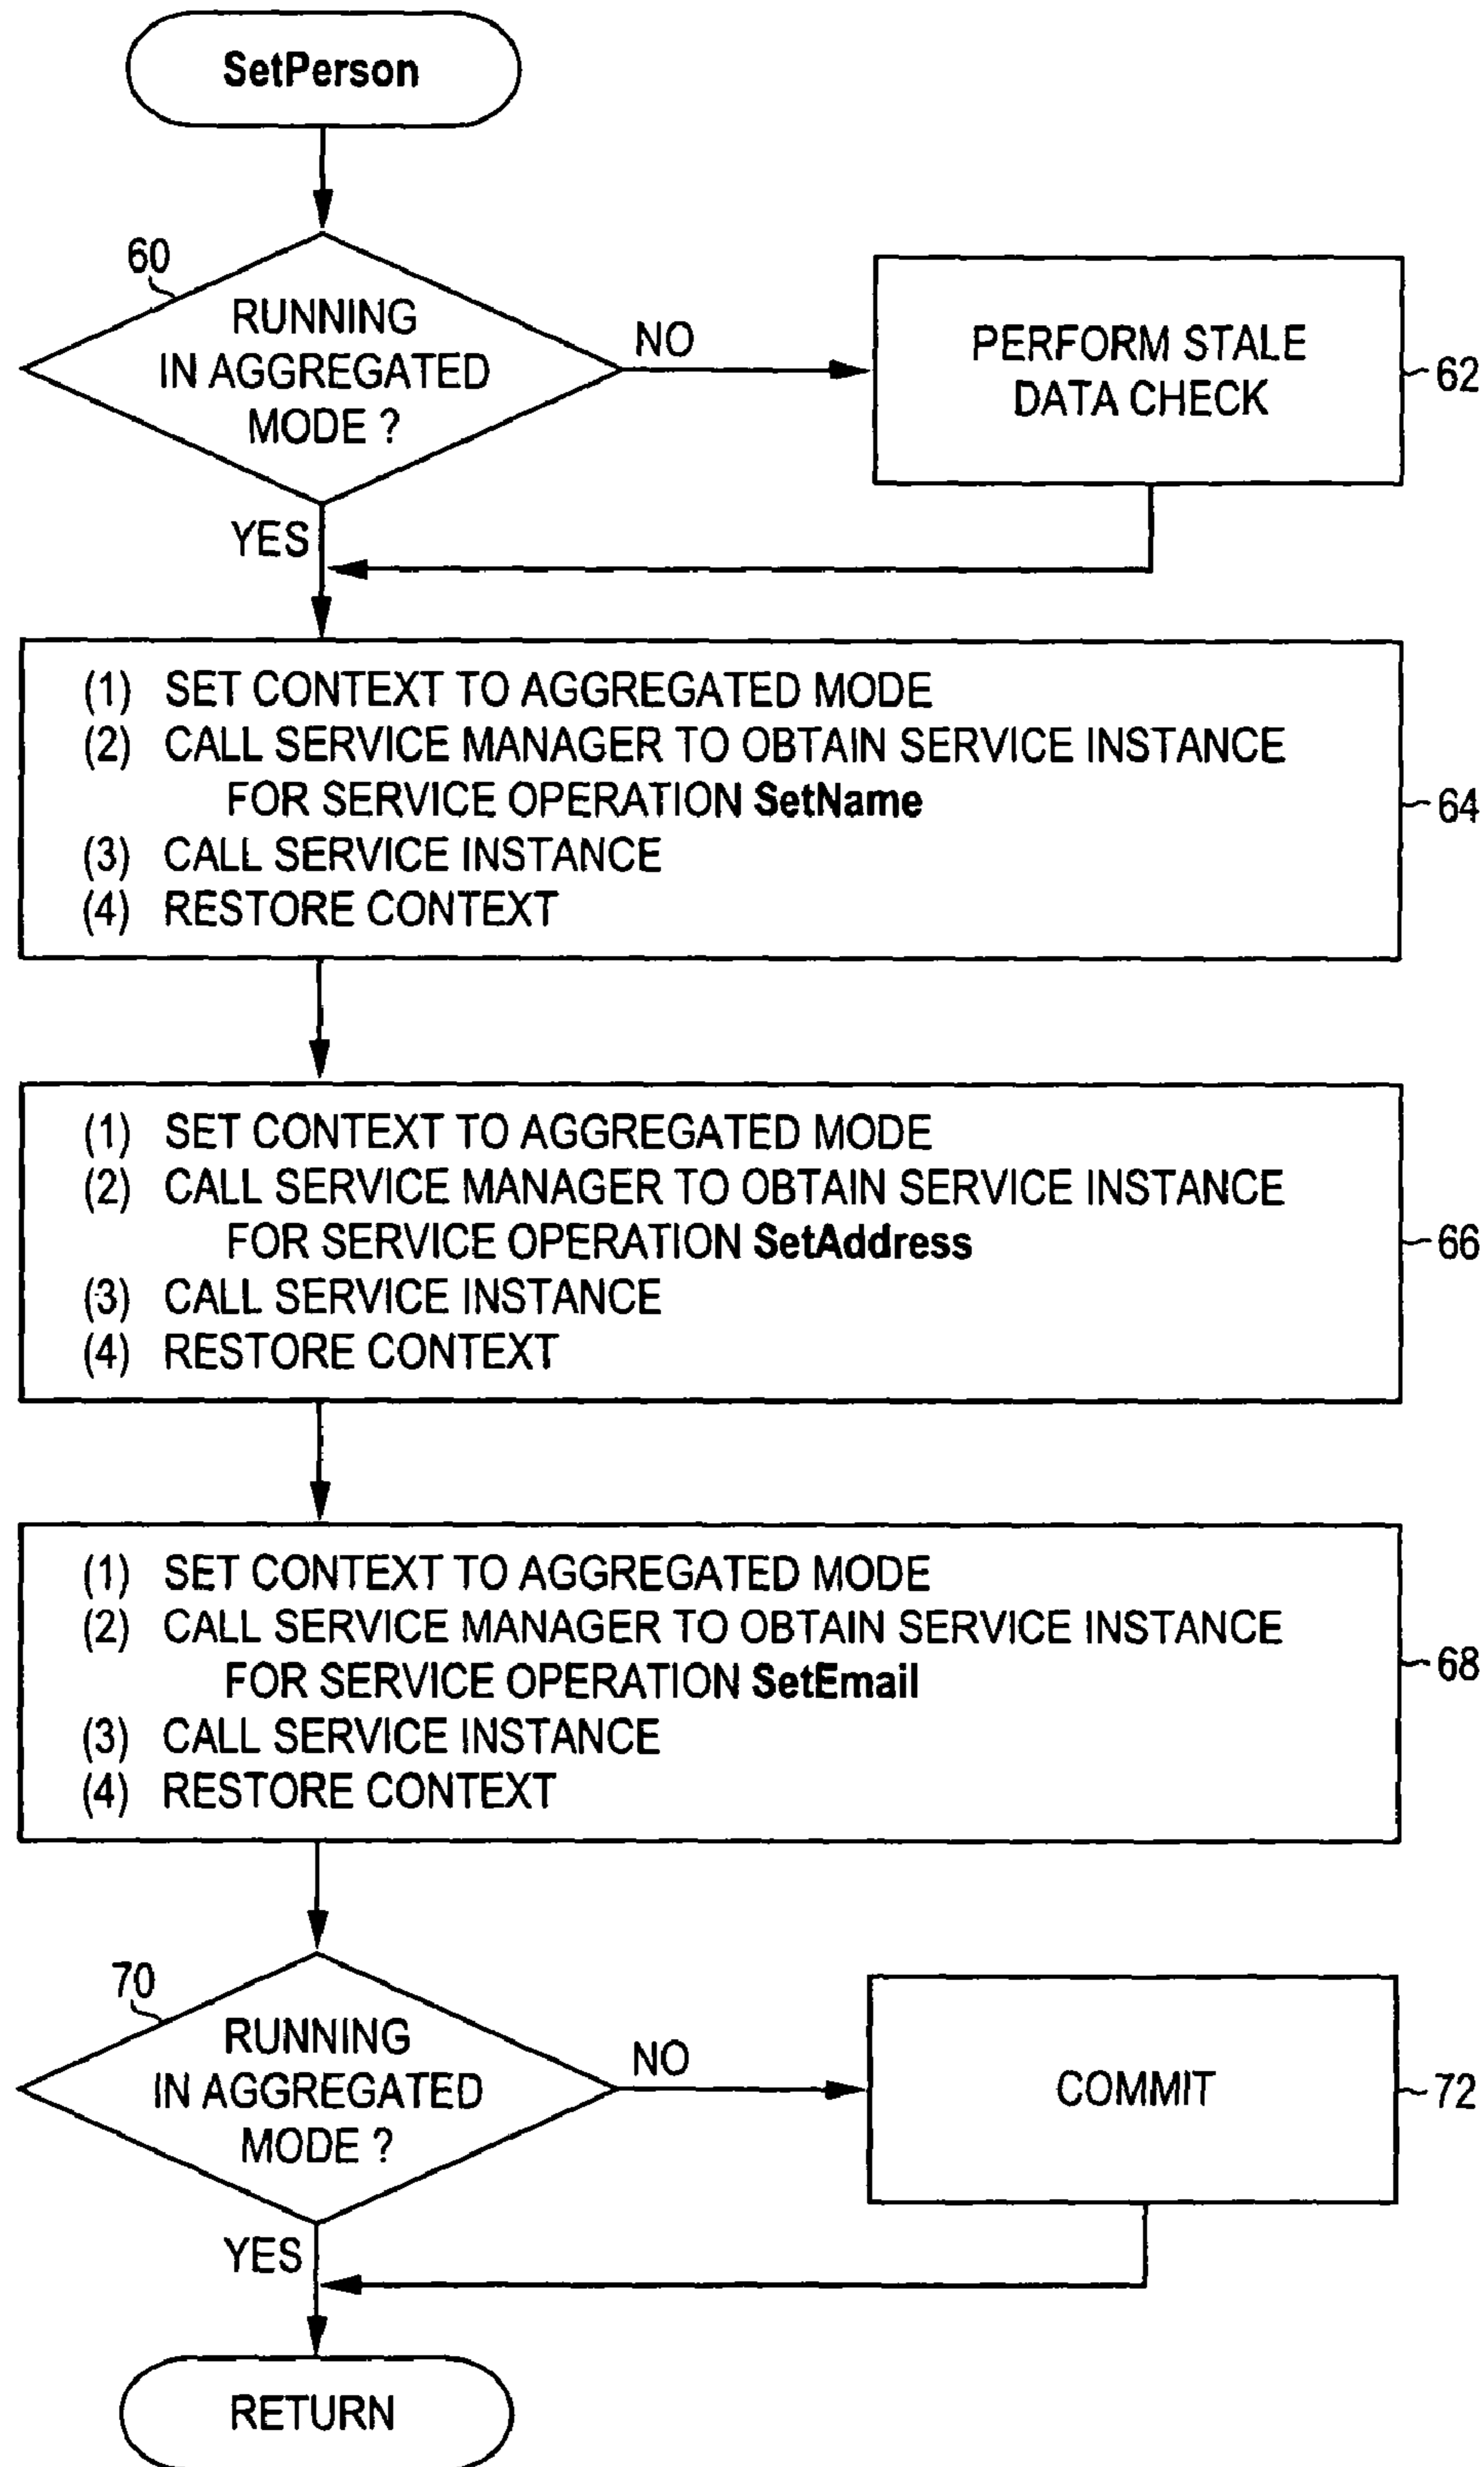 SetPerson
60
RUNNING
IN AGGREGATED
MODE ?
NO
PERFORM STALE
DATA CHECK
62
YES
(1) SET CONTEXT TO AGGREGATED MODE
(2) CALL SERVICE MANAGER TO OBTAIN SERVICE INSTANCE
FOR SERVICE OPERATION SetName
(3) CALL SERVICE INSTANCE
(4) RESTORE CONTEXT
64
(1) SET CONTEXT TO AGGREGATED MODE
(2) CALL SERVICE MANAGER TO OBTAIN SERVICE INSTANCE
FOR SERVICE OPERATION SetAddress
(3) CALL SERVICE INSTANCE
(4) RESTORE CONTEXT
66
(1) SET CONTEXT TO AGGREGATED MODE
(2) CALL SERVICE MANAGER TO OBTAIN SERVICE INSTANCE
FOR SERVICE OPERATION SetEmail
(3) CALL SERVICE INSTANCE
(4) RESTORE CONTEXT
68
70
RUNNING
IN AGGREGATED
MODE ?
NO
COMMIT
72
YES
RETURN